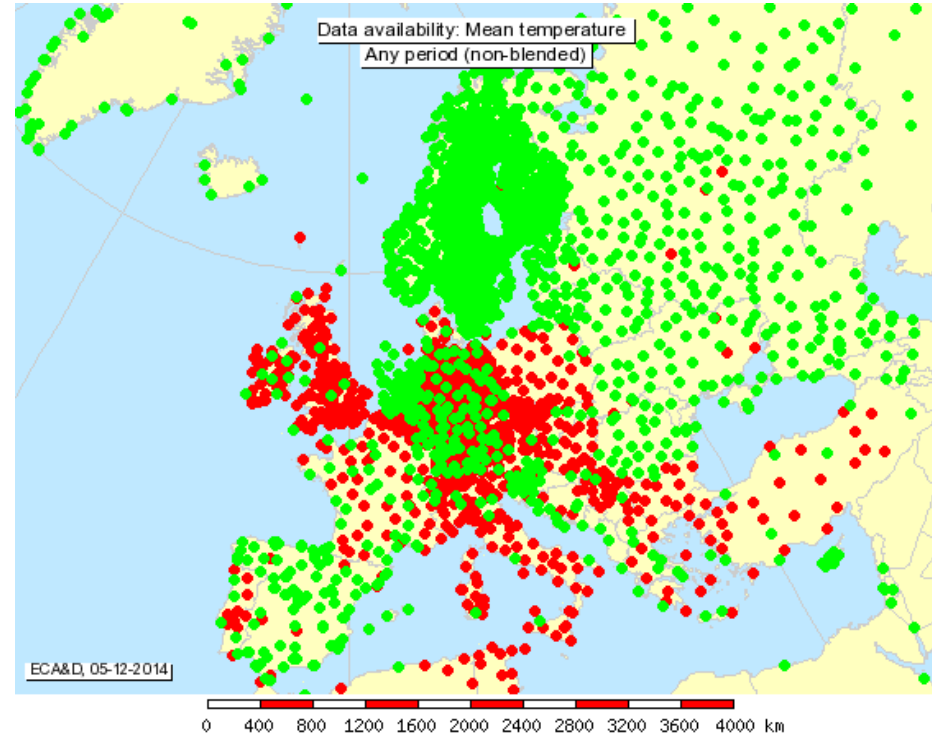 Data availability: Mean temperature
Any period (non-blended)
ECA&D, 05-12-2014
0 400 800 1200 1600 2000 2400 2800 3200 3600 4000 km